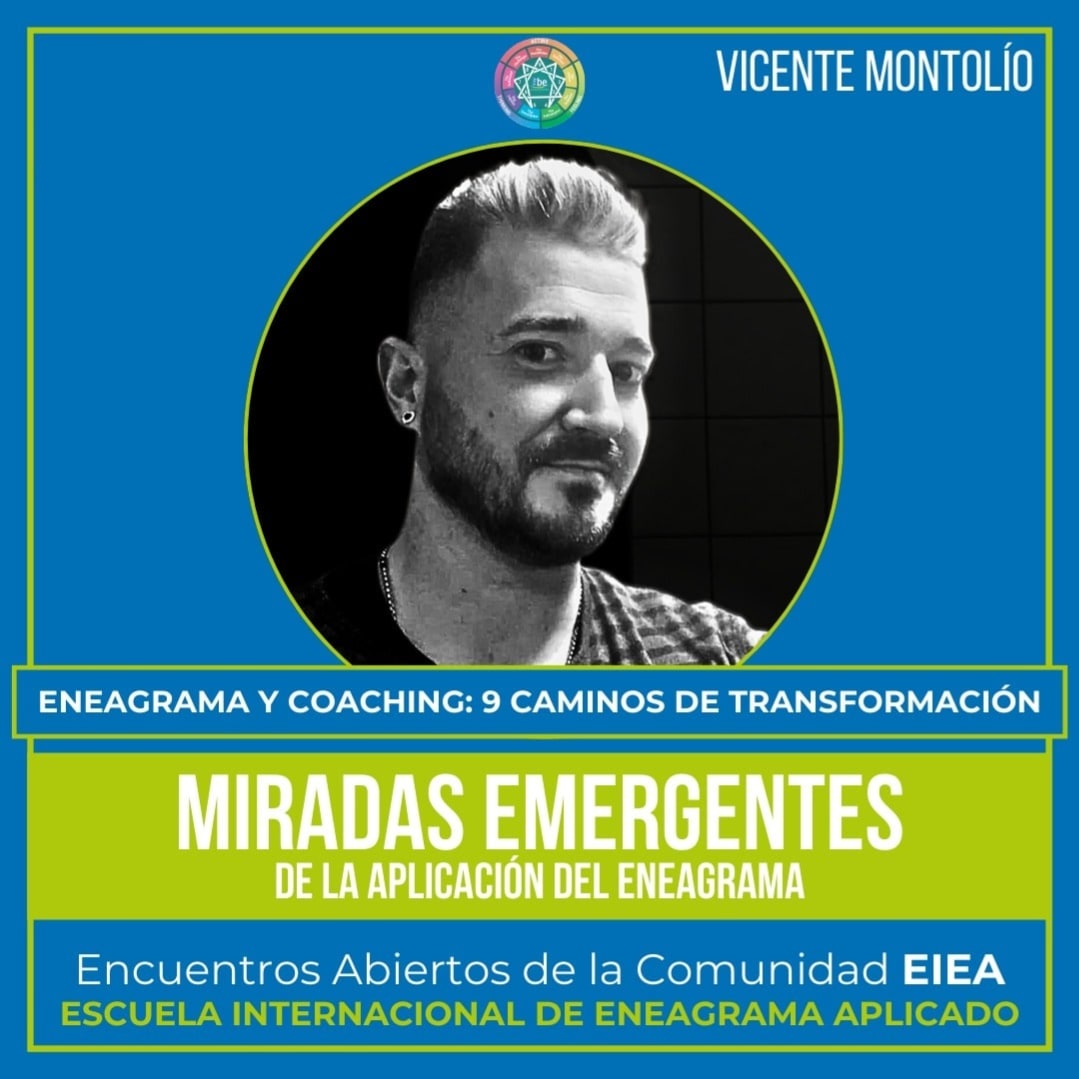 VICENTE MONTOLÍO
be
ENEAGRAMA Y COACHING: 9 CAMINOS DE TRANSFORMACIÓN
MIRADAS EMERGENTES
DE LA APLICACIÓN DEL ENEAGRAMA
Encuentros Abiertos de la Comunidad EIEA
ESCUELA INTERNACIONAL DE ENEAGRAMA APLICADO